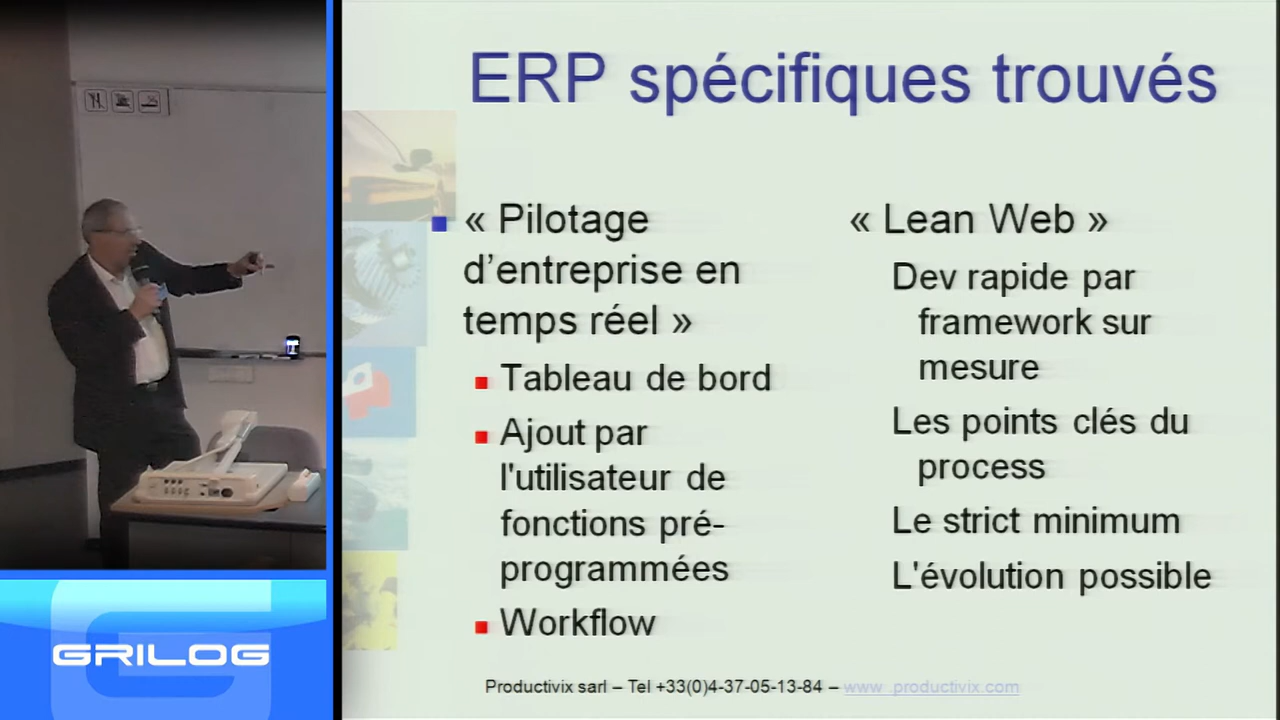 ERP spécifiques trouvés
« Pilotage
d’entreprise en
temps réel »
Tableau de bord
Ajout par
l'utilisateur de
fonctions pré-
programmées
Workflow
« Lean Web »
Dev rapide par
framework sur
mesure
Les points clés du
process
Le strict minimum
L'évolution possible
Productivix sarl – Tel +33(0)4-37-05-13-84 – www .productivix.com
GRILOG